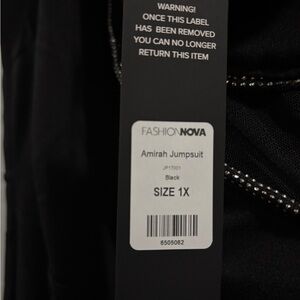 WARNING!
ONCE THIS LABEL
HAS BEEN REMOVED
YOU CAN NO LONGER
RETURN THIS ITEM
FASHIONNOVA
Amirah Jumpsuit
Black
SIZE 1X
6505062